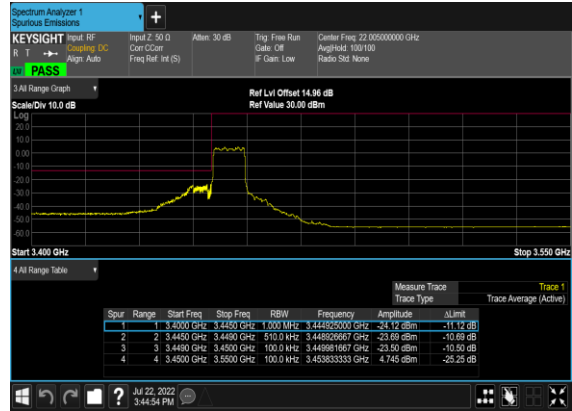 Spectrum Analyzer 1
Spurious Emissions
KEYSIGHT Input: RF Input Z: 50 Ω Atten: 30 dB Trig: Free Run Center Freq: 22.005000000 GHz
R T Coupling: DC Corr CCorr Gate: Off Avg|Hold: 100/100
Align: Auto Freq Ref: Int (S) IF Gain: Low Radio Std: None
LW PASS
3 All Range Graph
Ref Lvl Offset 14.96 dB
Scale/Div 10.0 dB Ref Value 30.00 dBm
Log
20.0
10.0
0.00
-10.0
-20.0
-30.0
-40.0
-50.0
-60.0
Start 3.400 GHz Stop 3.550 GHz
4 All Range Table
Measure Trace Trace 1
Trace Type Trace Average (Active)
Spur Range Start Freq Stop Freq RBW Frequency Amplitude ΔLimit
1 1 3.4000 GHz 3.4450 GHz 1.000 MHz 3.444925000 GHz -24.12 dBm -11.12 dB
2 2 3.4450 GHz 3.4490 GHz 510.0 kHz 3.448926667 GHz -23.69 dBm -10.69 dB
3 3 3.4490 GHz 3.4500 GHz 100.0 kHz 3.449981667 GHz -23.50 dBm -10.50 dB
4 4 3.4500 GHz 3.5500 GHz 100.0 kHz 3.453833333 GHz 4.745 dBm -25.25 dB
? Jul 22, 2022
3:44:54 PM